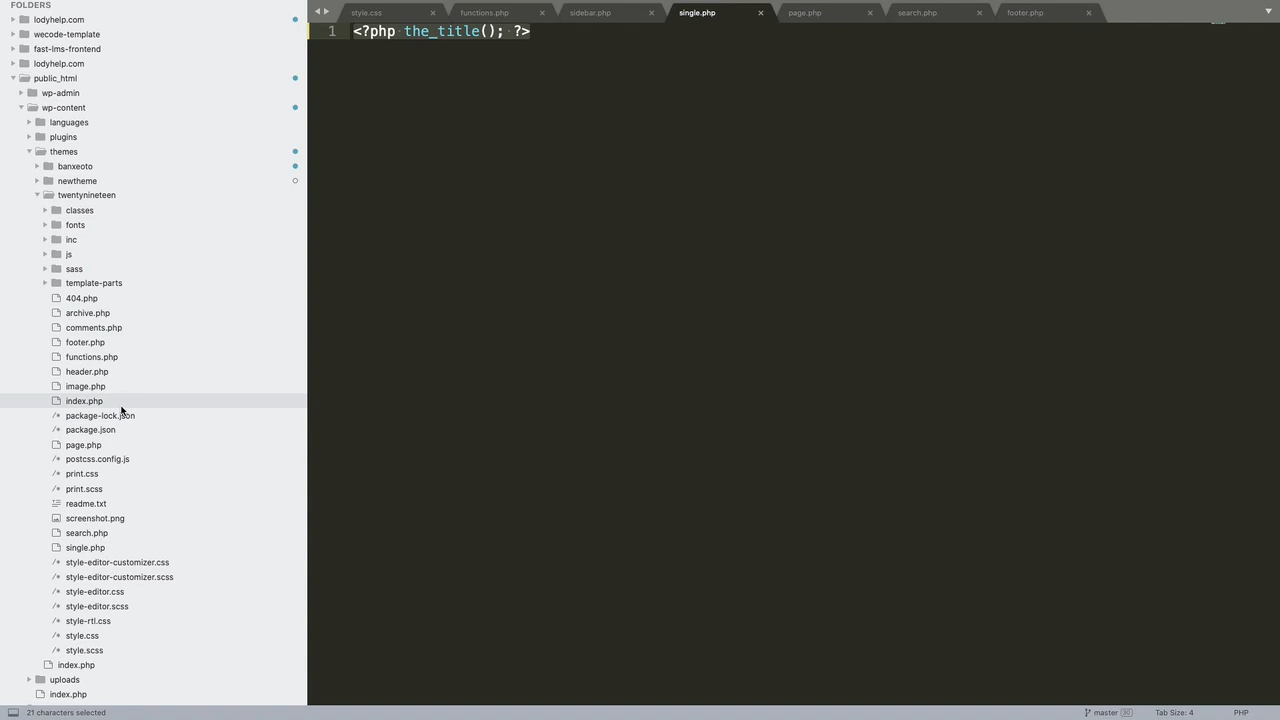 FOLDERS
lodyhelp.com
wecode-template
fast-lms-frontend
lodyhelp.com
public_html
wp-admin
wp-content
languages
plugins
themes
banxeoto
newtheme
twentynineteen
classes
fonts
inc
js
sass
template-parts
404.php
archive.php
comments.php
footer.php
functions.php
header.php
image.php
index.php
package-lock.json
/* package.json
page.php
/* postcss.config.js
/* print.css
/* print.scss
readme.txt
screenshot.png
search.php
single.php
/* style-editor-customizer.css
/* style-editor-customizer.scss
/* style-editor.css
/* style-editor.scss
/* style-rtl.css
/* style.css
/* style.scss
index.php
uploads
index.php
style.css × functions.php × sidebar.php × single.php × page.php × search.php × footer.php ×
1 <?php the_title(); ?>
21 characters selected master 30 Tab Size: 4 PHP